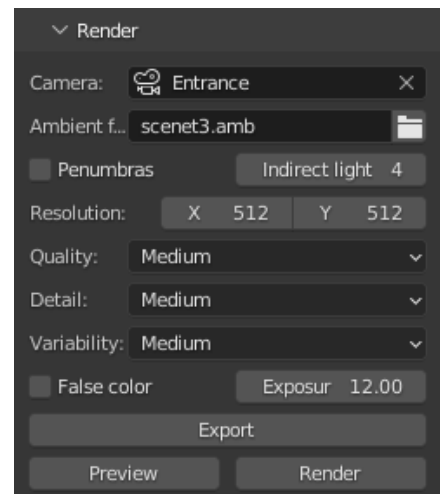 Render
Camera: Entrance
Ambient f... scenet3.amb
Penumbras Indirect light 4
Resolution: X 512 Y 512
Quality: Medium
Detail: Medium
Variability: Medium
False color Exposur 12.00
Export
Preview Render